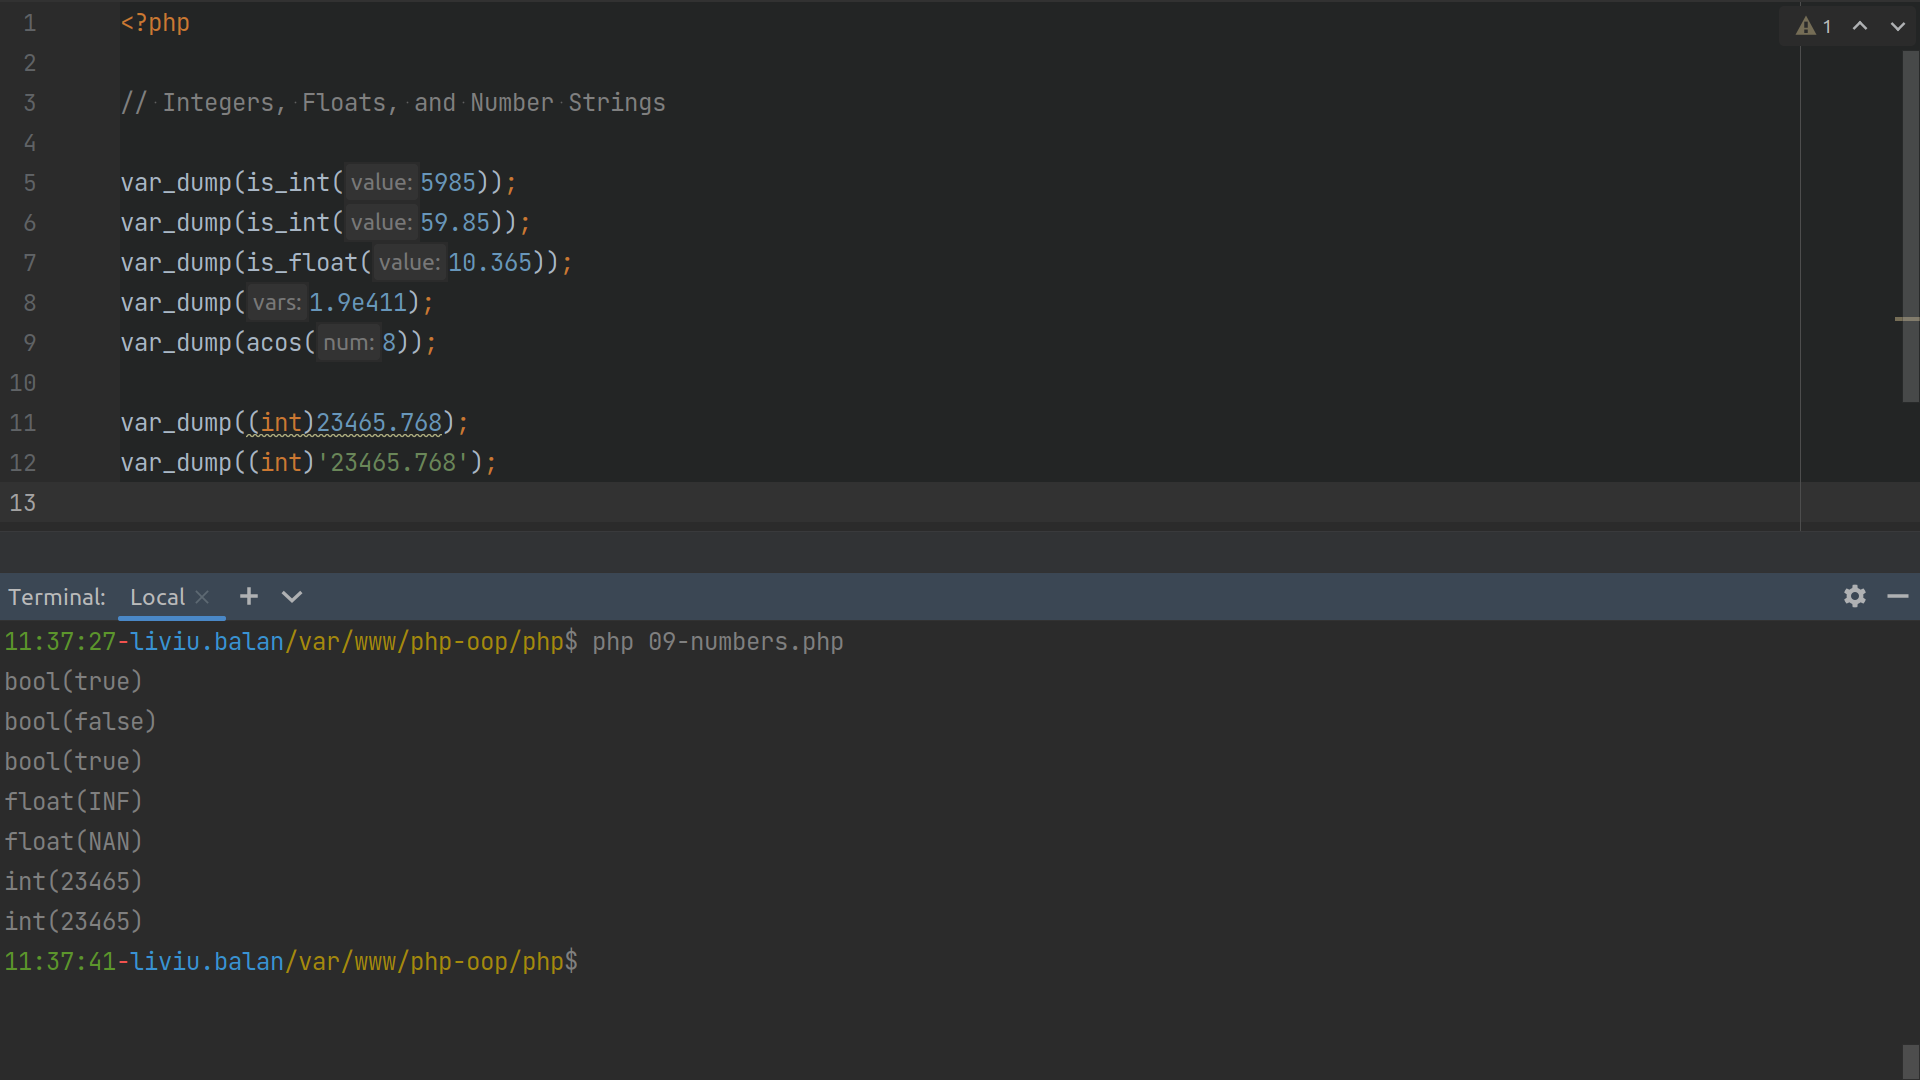 1 <?php
2
3 // Integers, Floats, and Number Strings
4
5 var_dump(is_int( value: 5985));
6 var_dump(is_int( value: 59.85));
7 var_dump(is_float( value: 10.365));
8 var_dump( vars: 1.9e411);
9 var_dump(acos( num: 8));
10
11 var_dump((int)23465.768);
12 var_dump((int)'23465.768');
13
1
Terminal: Local
11:37:27-liviu.balan/var/www/php-oop/php$ php 09-numbers.php
bool(true)
bool(false)
bool(true)
float(INF)
float(NAN)
int(23465)
int(23465)
11:37:41-liviu.balan/var/www/php-oop/php$